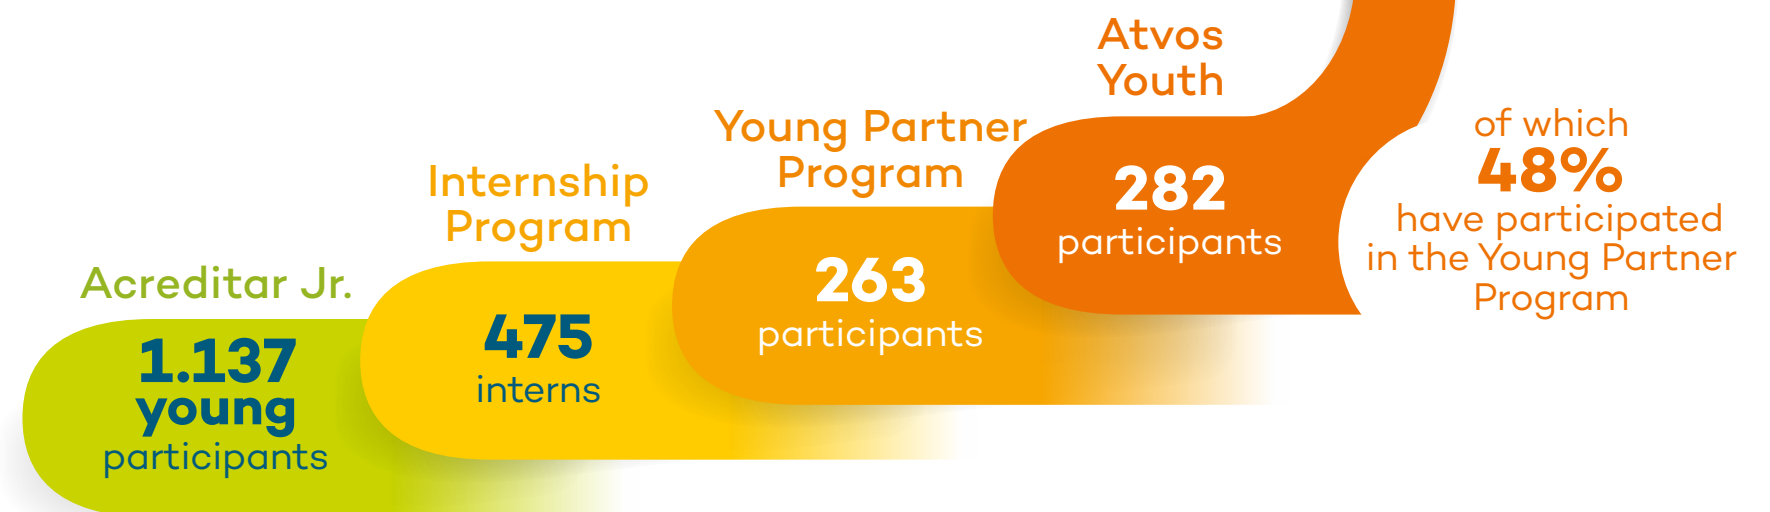 Acreditar Jr.
1.137
young
participants
Internship
Program
475
interns
Young Partner
Program
263
participants
Atvos
Youth
282
participants
of which
48%
have participated
in the Young Partner
Program